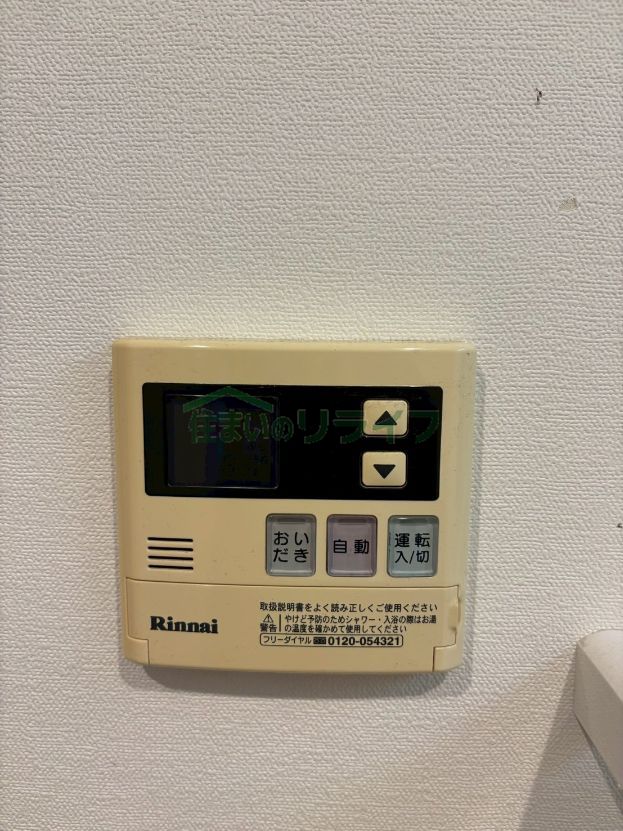 住まいのリライフ
▲
▼
おいだき
自動
運転入/切
Rinnai
取扱説明書をよく読み正しくご使用ください
⚠警告 やけど予防のためシャワー・入浴の際はお湯
の温度を確かめて使用してください
フリーダイヤル 0120-054321